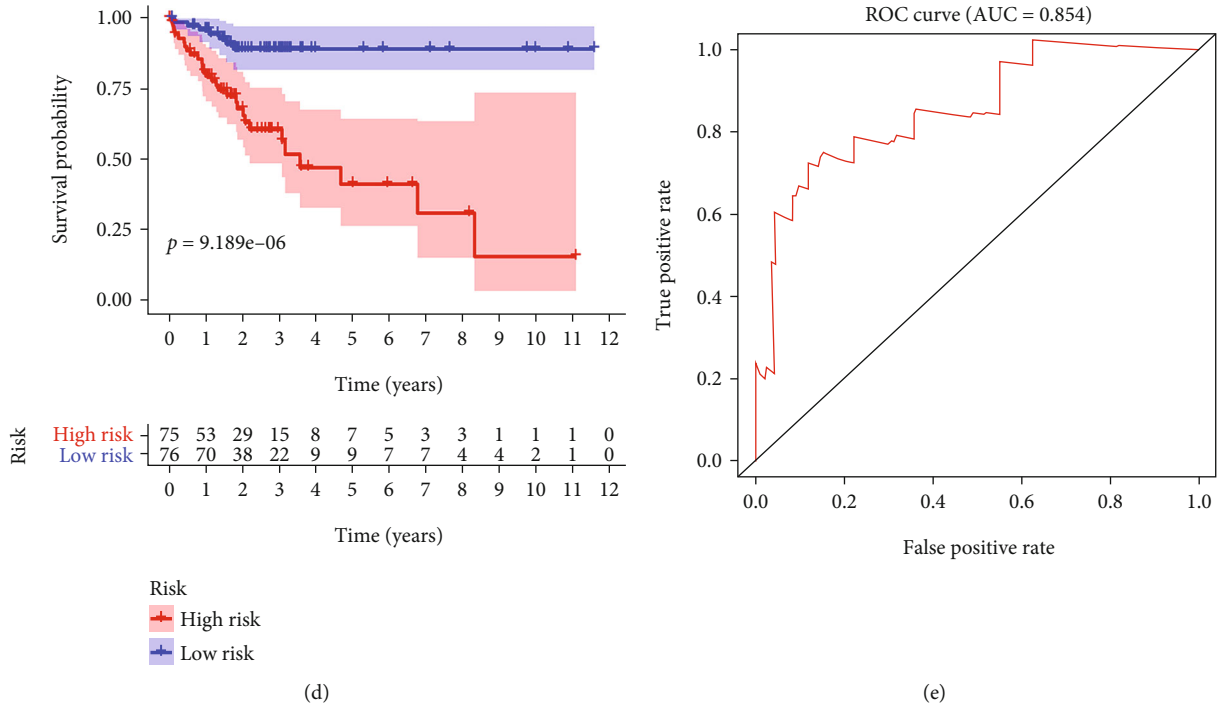 1.00
0.75
0.50
0.25
0.00
Survival probability
p = 9.189e–06
0 1 2 3 4 5 6 7 8 9 10 11 12
Time (years)
Risk
High risk 75 53 29 15 8 7 5 3 3 1 1 1 0
Low risk 76 70 38 22 9 9 7 7 4 4 2 1 0
0 1 2 3 4 5 6 7 8 9 10 11 12
Time (years)
Risk
High risk
Low risk
(d)
ROC curve (AUC = 0.854)
1.0
0.8
0.6
0.4
0.2
0.0
True positive rate
0.0 0.2 0.4 0.6 0.8 1.0
False positive rate
(e)